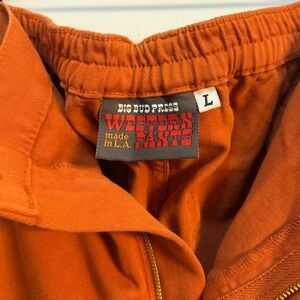 BIG BUD PRESS
WESTERN
made
in L.A. PANTS
L